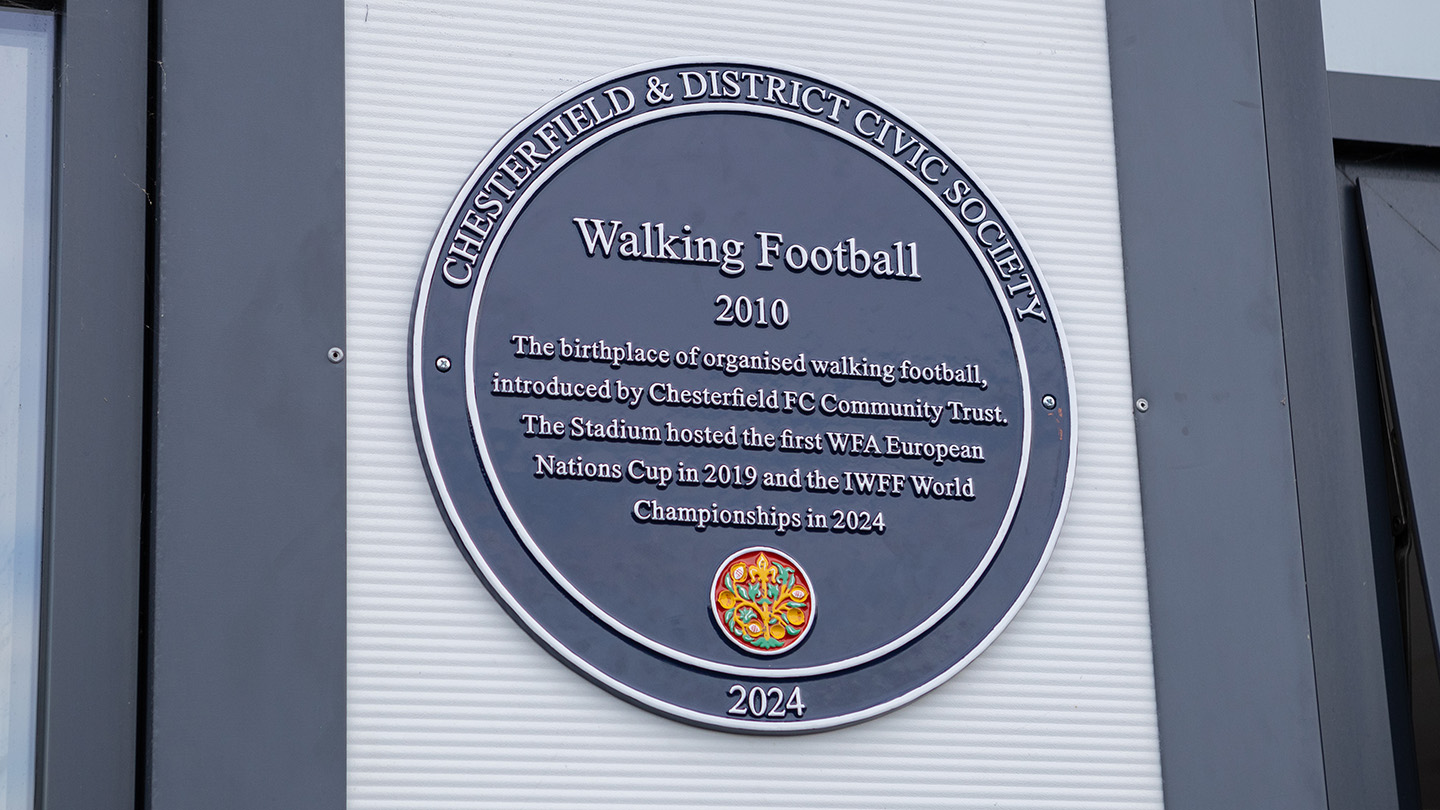 CHESTERFIELD & DISTRICT CIVIC SOCIETY
Walking Football
2010
The birthplace of organised walking football,
introduced by Chesterfield FC Community Trust.
The Stadium hosted the first WFA European
Nations Cup in 2019 and the IWFF World
Championships in 2024
2024